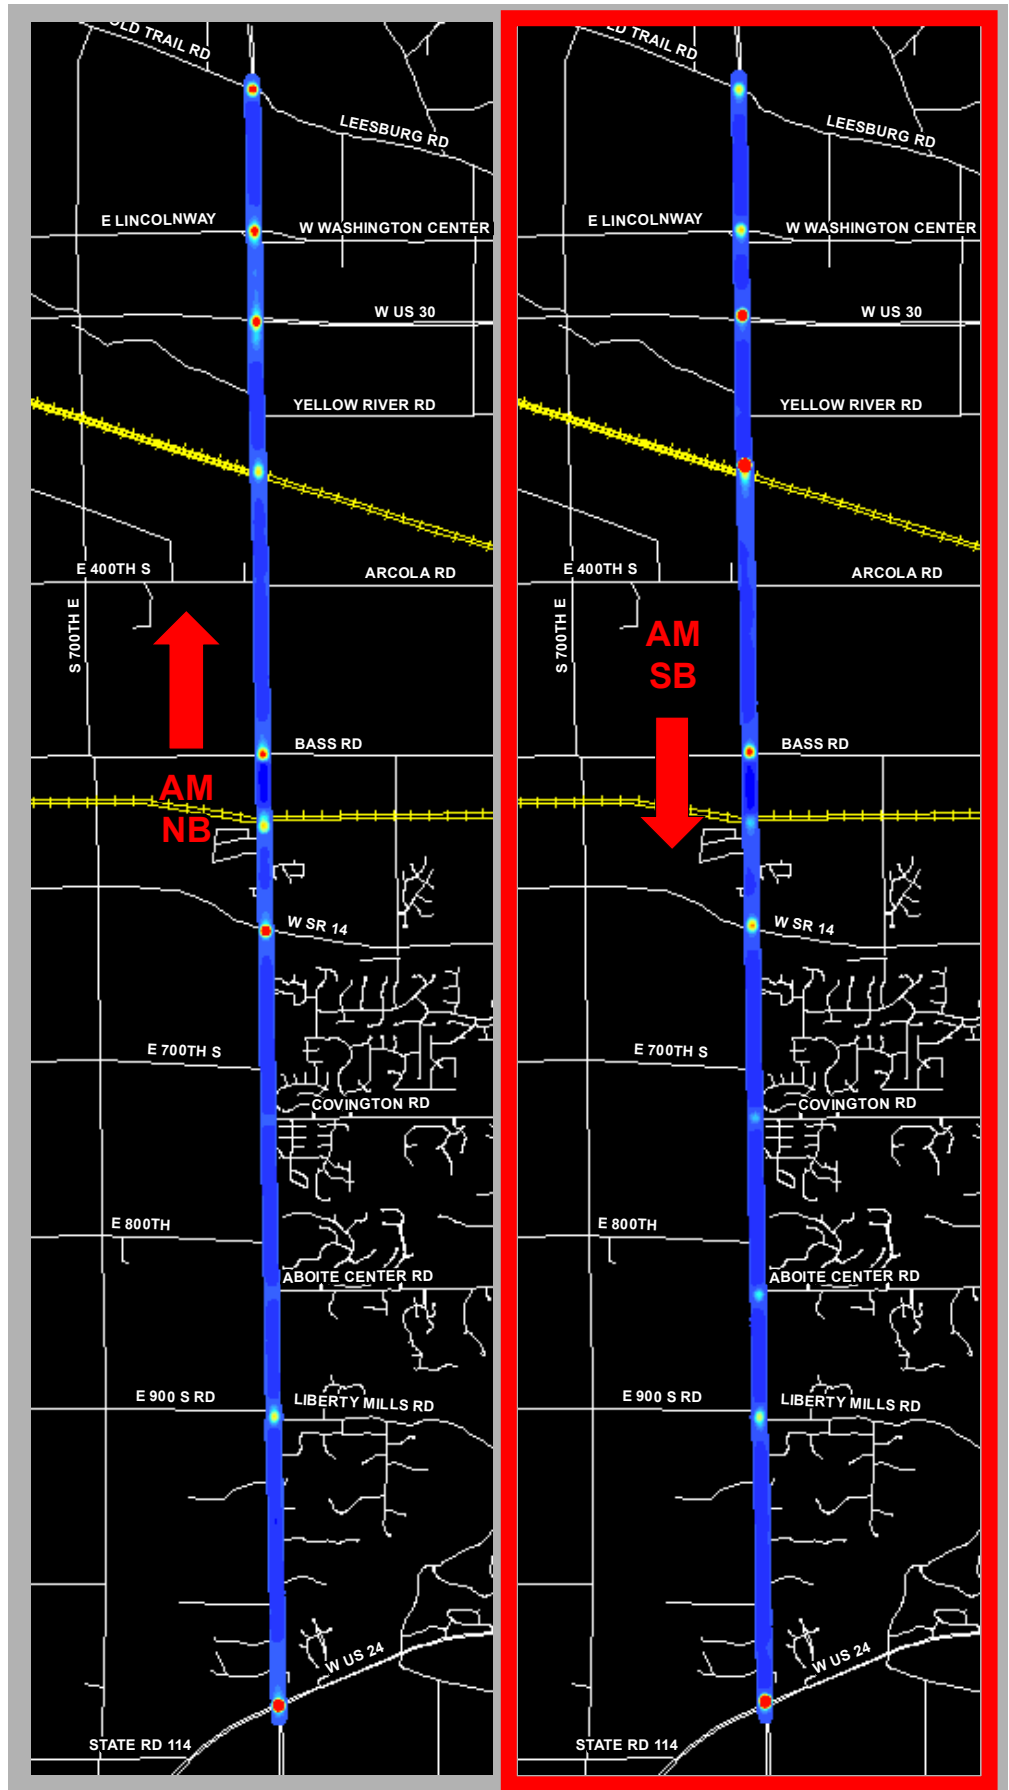 OLD TRAIL RD
LEESBURG RD
E LINCOLNWAY
W WASHINGTON CENTER
W US 30
YELLOW RIVER RD
E 400TH S
ARCOLA RD
S 700TH E
BASS RD
AM
NB
W SR 14
E 700TH S
COVINGTON RD
E 800TH
ABOITE CENTER RD
E 900 S RD
LIBERTY MILLS RD
W US 24
STATE RD 114
LD TRAIL RD
LEESBURG RD
E LINCOLNWAY
W WASHINGTON CENTER
W US 30
YELLOW RIVER RD
E 400TH S
ARCOLA RD
S 700TH E
AM
SB
BASS RD
W SR 14
E 700TH S
COVINGTON RD
E 800TH
ABOITE CENTER RD
E 900 S RD
LIBERTY MILLS RD
W US 24
STATE RD 114